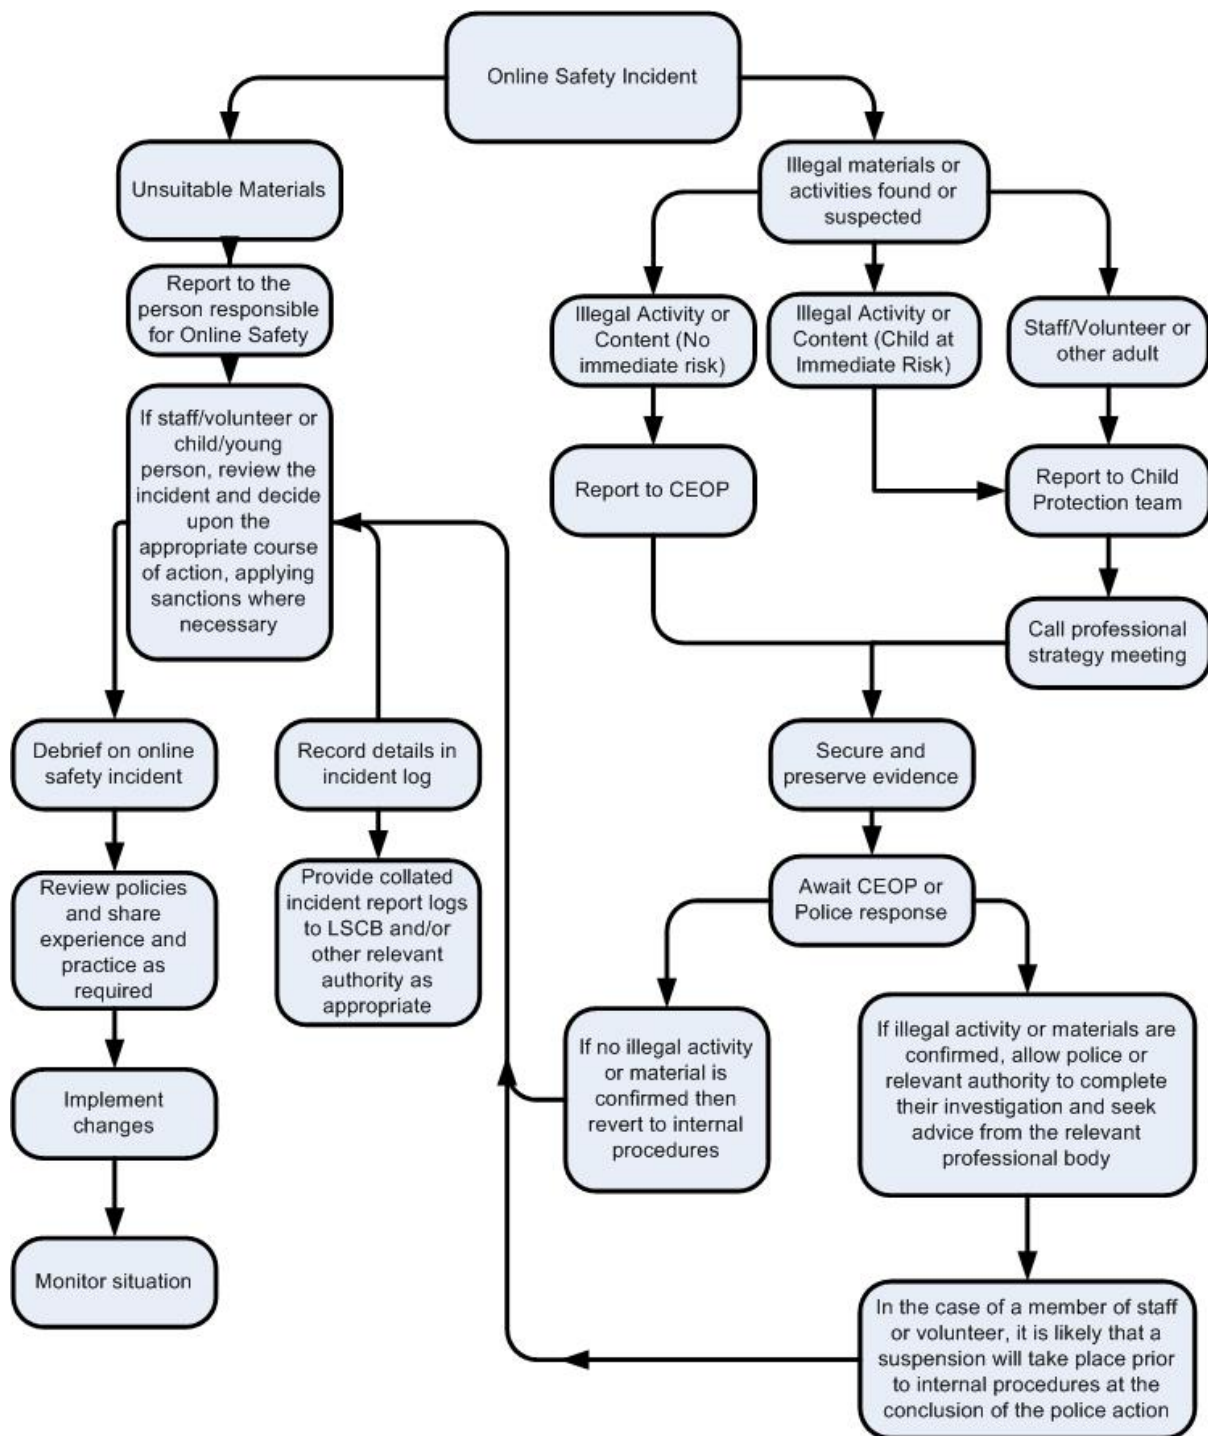 Online Safety Incident
Unsuitable Materials
Report to the
person responsible
for Online Safety
If staff/volunteer or
child/young
person, review the
incident and decide
upon the
appropriate course
of action, applying
sanctions where
necessary
Debrief on online
safety incident
Review policies
and share
experience and
practice as
required
Implement
changes
Monitor situation
Record details in
incident log
Provide collated
incident report logs
to LSCB and/or
other relevant
authority as
appropriate
Illegal materials or
activities found or
suspected
Illegal Activity or
Content (No
immediate risk)
Illegal Activity or
Content (Child at
Immediate Risk)
Staff/Volunteer or
other adult
Report to CEOP
Report to Child
Protection team
Call professional
strategy meeting
Secure and
preserve evidence
Await CEOP or
Police response
If no illegal activity
or material is
confirmed then
revert to internal
procedures
If illegal activity or materials are
confirmed, allow police or
relevant authority to complete
their investigation and seek
advice from the relevant
professional body
In the case of a member of staff
or volunteer, it is likely that a
suspension will take place prior
to internal procedures at the
conclusion of the police action